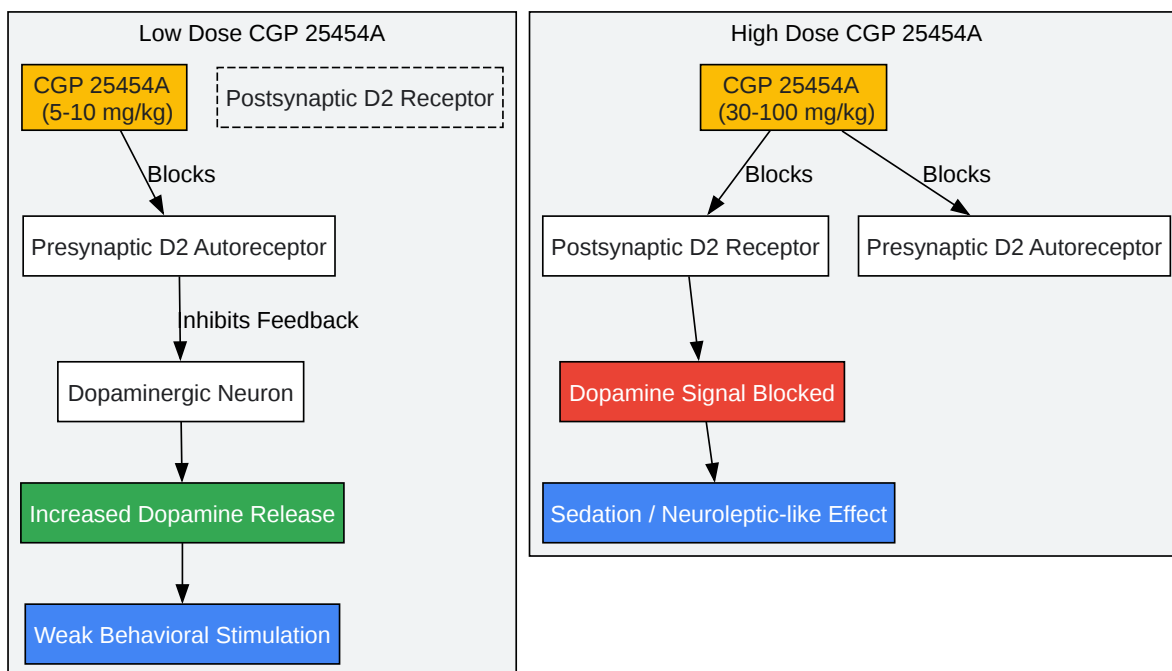 Low Dose CGP 25454A
CGP 25454A
(5-10 mg/kg)
Postsynaptic D2 Receptor
Blocks
Presynaptic D2 Autoreceptor
Inhibits Feedback
Dopaminergic Neuron
Increased Dopamine Release
Weak Behavioral Stimulation
High Dose CGP 25454A
CGP 25454A
(30-100 mg/kg)
Blocks
Blocks
Postsynaptic D2 Receptor
Presynaptic D2 Autoreceptor
Dopamine Signal Blocked
Sedation / Neuroleptic-like Effect